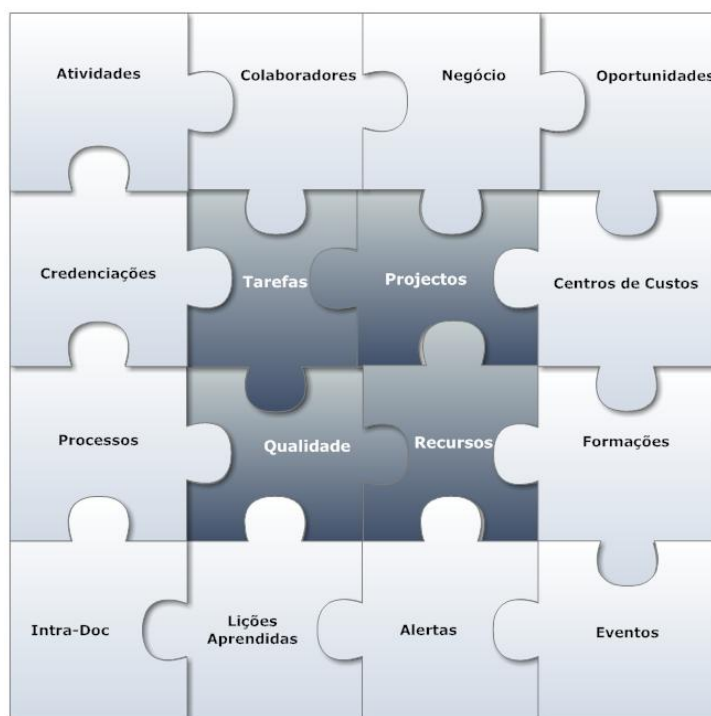 Atividades
Colaboradores
Negócio
Oportunidades
Credenciações
Tarefas
Projectos
Centros de Custos
Processos
Qualidade
Recursos
Formações
Intra-Doc
Lições
Aprendidas
Alertas
Eventos